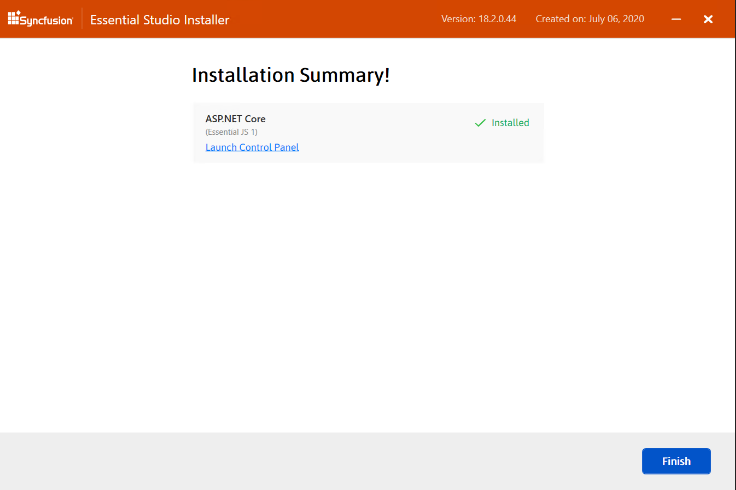 Syncfusion Essential Studio Installer Version: 18.2.0.44 Created on: July 06, 2020
Installation Summary!
ASP.NET Core
(Essential JS 1)
Installed
Launch Control Panel
Finish